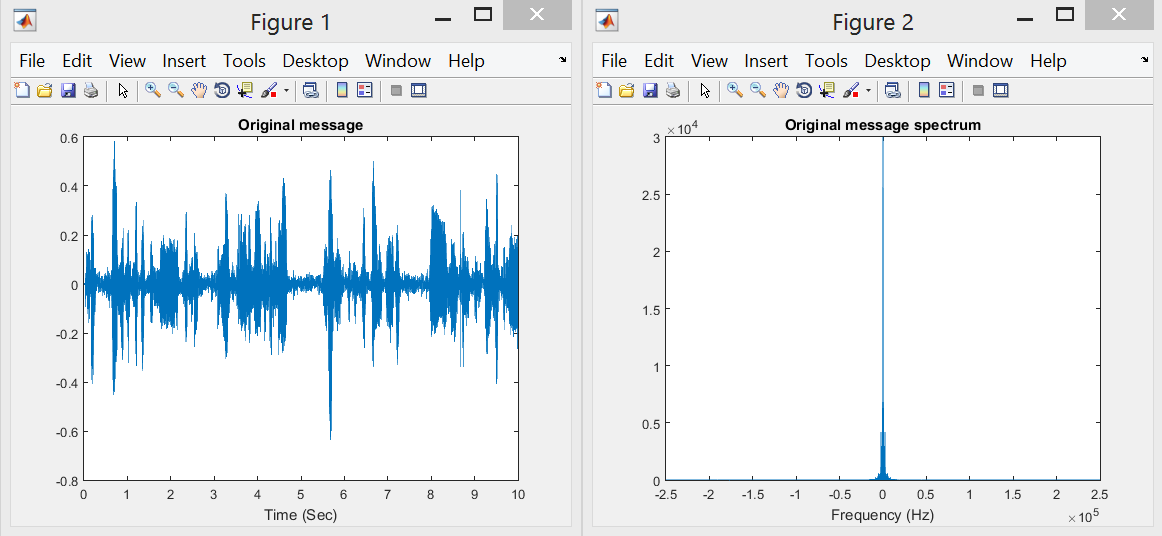 Figure 1
File Edit View Insert Tools Desktop Window Help
Original message
0.6
0.4
0.2
0
-0.2
-0.4
-0.6
-0.8
0 1 2 3 4 5 6 7 8 9 10
Time (Sec)
Figure 2
File Edit View Insert Tools Desktop Window Help
×10^4
Original message spectrum
3
2.5
2
1.5
1
0.5
0
-2.5 -2 -1.5 -1 -0.5 0 0.5 1 1.5 2 2.5
Frequency (Hz)
×10^5